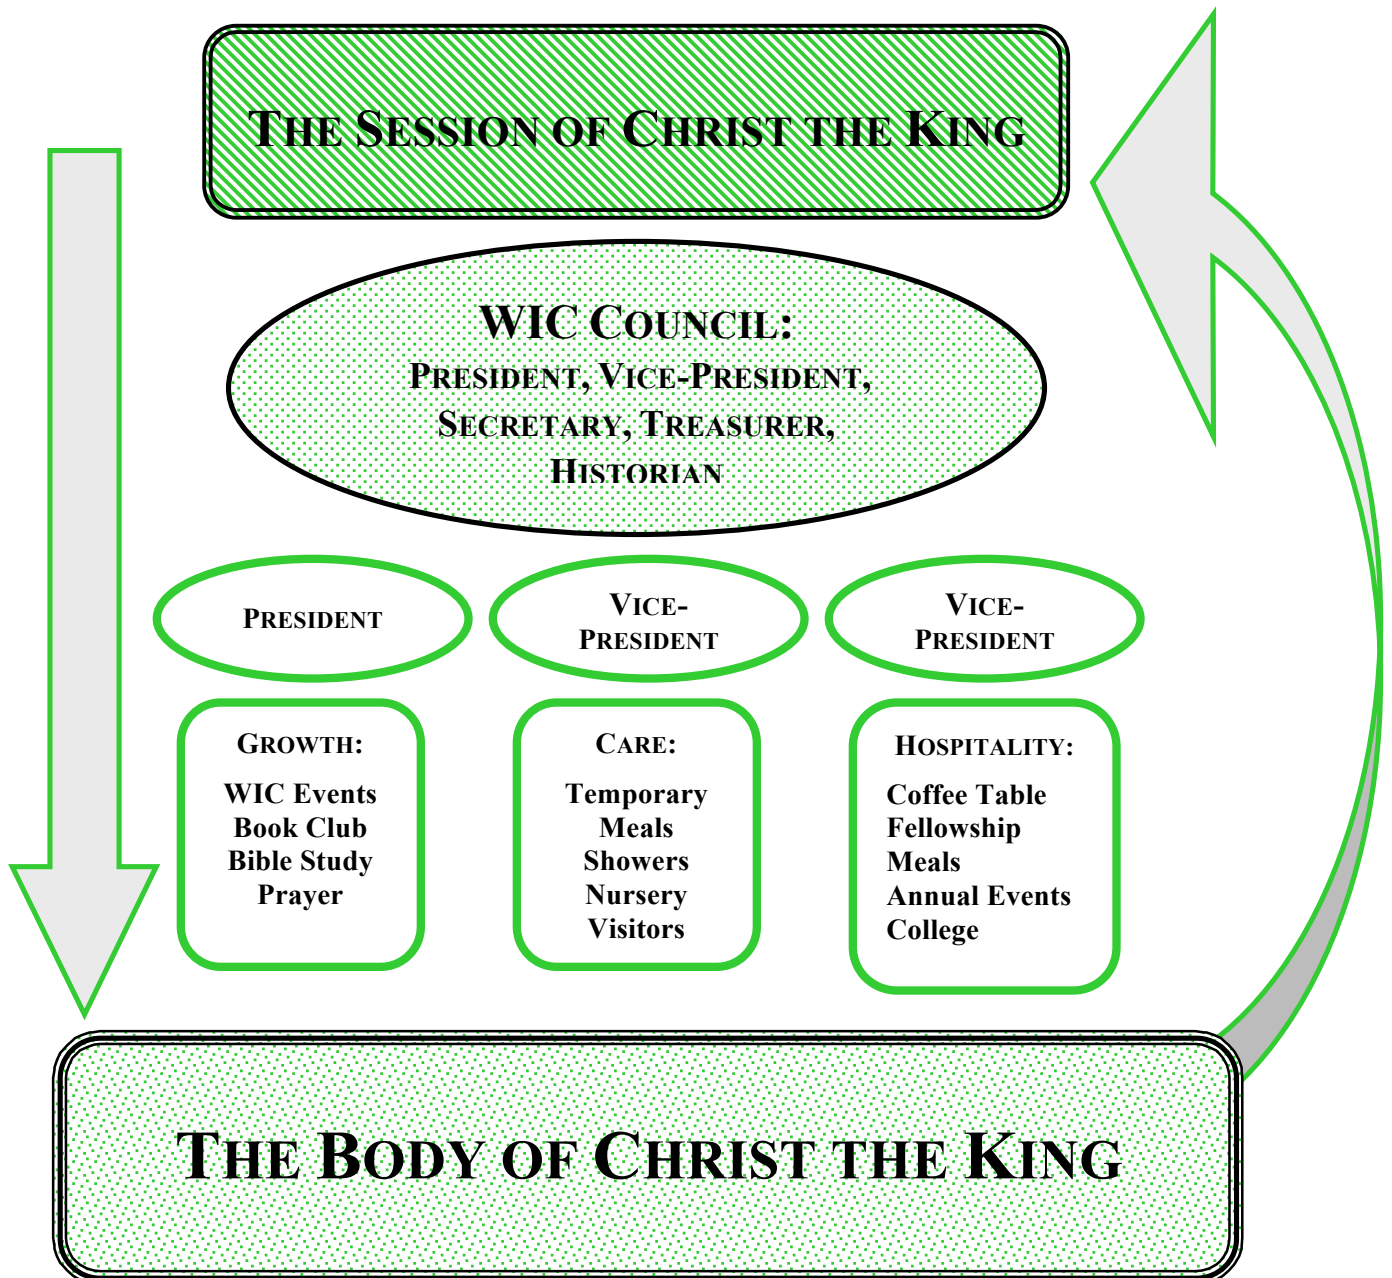 THE SESSION OF CHRIST THE KING
WIC COUNCIL:
PRESIDENT, VICE-PRESIDENT,
SECRETARY, TREASURER,
HISTORIAN
PRESIDENT
VICE-
PRESIDENT
VICE-
PRESIDENT
GROWTH:
WIC Events
Book Club
Bible Study
Prayer
CARE:
Temporary
Meals
Showers
Nursery
Visitors
HOSPITALITY:
Coffee Table
Fellowship
Meals
Annual Events
College
THE BODY OF CHRIST THE KING